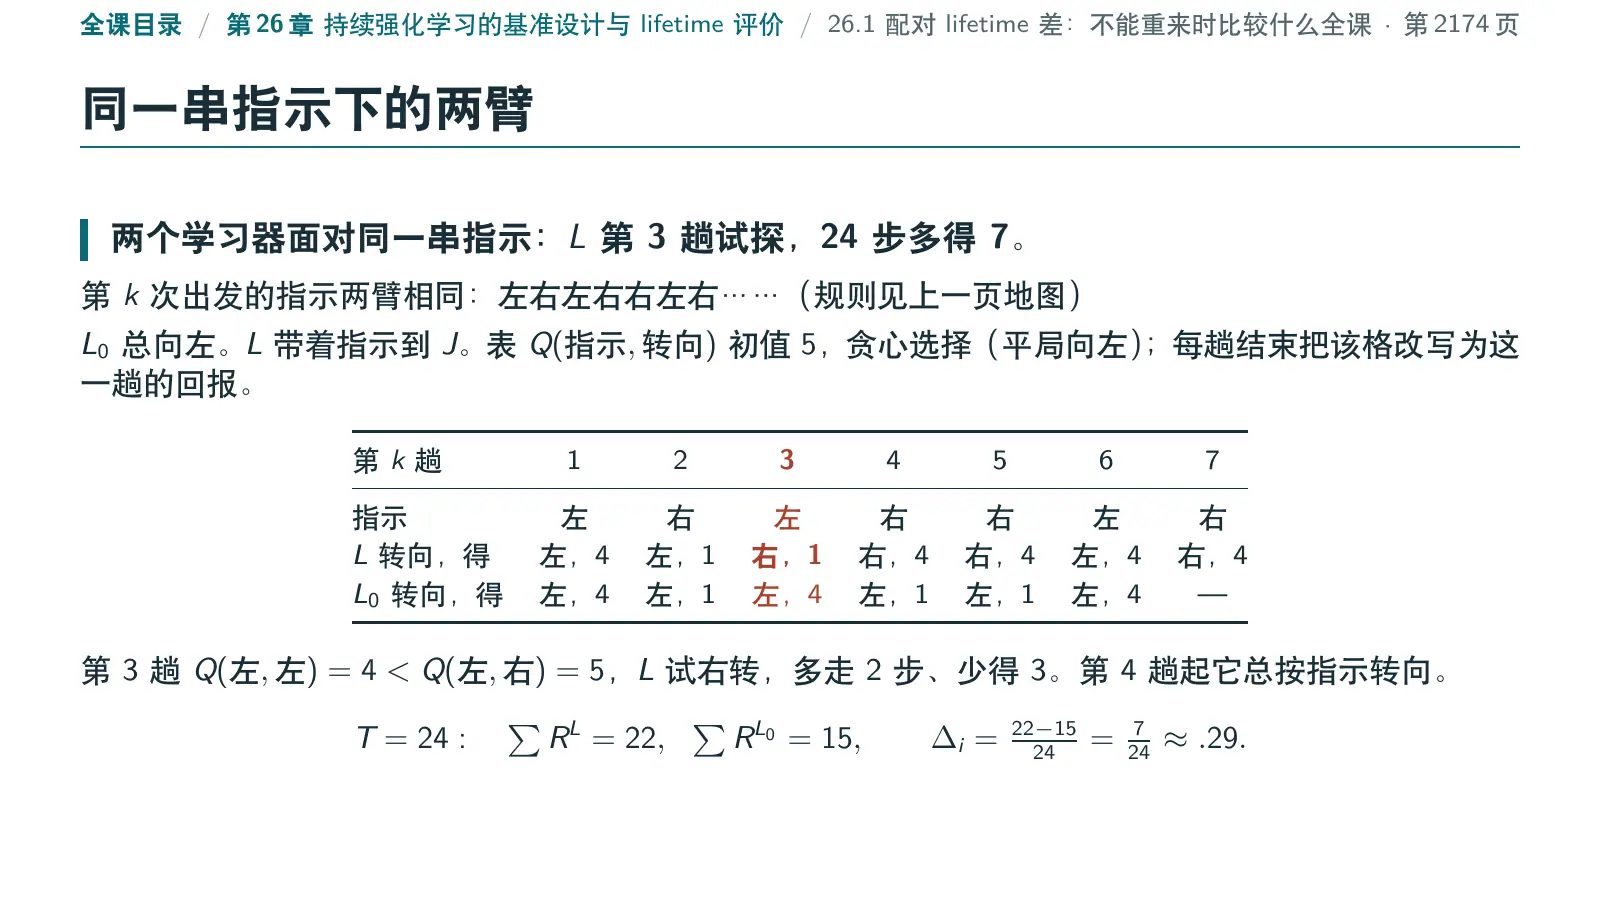 全课目录 / 第 26 章 持续强化学习的基准设计与 lifetime 评价 / 26.1 配对 lifetime 差：不能重来时比较什么全课 · 第 2174 页
同一串指示下的两臂
两个学习器面对同一串指示：L 第 3 趟试探，24 步多得 7。
第 k 次出发的指示两臂相同：左右左右右左右⋯⋯（规则见上一页地图）
L₀ 总向左。L 带着指示到 J。表 Q(指示, 转向) 初值 5，贪心选择（平局向左）；每趟结束把该格改写为这
一趟的回报。
第 k 趟 1 2 3 4 5 6 7
指示 左 右 左 右 右 左 右
L 转向，得 左，4 左，1 右，1 右，4 右，4 左，4 右，4
L₀ 转向，得 左，4 左，1 左，4 左，1 左，1 左，4 —
第 3 趟 Q(左, 左) = 4 < Q(左, 右) = 5，L 试右转，多走 2 步、少得 3。第 4 趟起它总按指示转向。
T = 24 : ∑ R^L = 22, ∑ R^{L₀} = 15, Δᵢ = \frac{22−15}{24} = \frac{7}{24} ≈ .29.